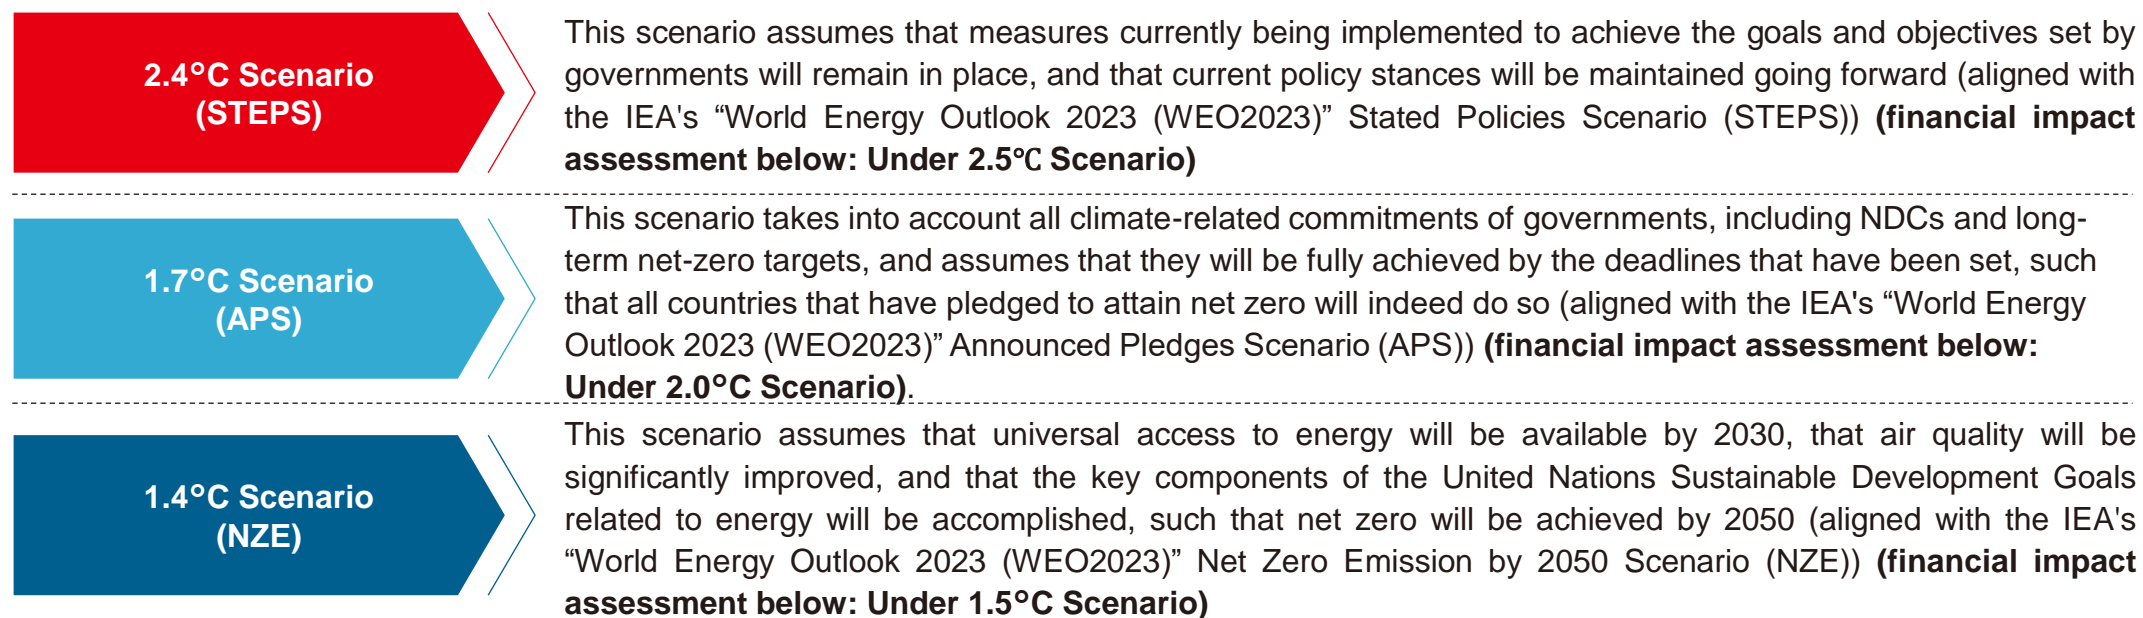 2.4°C Scenario
(STEPS)
This scenario assumes that measures currently being implemented to achieve the goals and objectives set by
governments will remain in place, and that current policy stances will be maintained going forward (aligned with
the IEA's “World Energy Outlook 2023 (WEO2023)” Stated Policies Scenario (STEPS)) (financial impact
assessment below: Under 2.5℃ Scenario)
1.7°C Scenario
(APS)
This scenario takes into account all climate-related commitments of governments, including NDCs and long-
term net-zero targets, and assumes that they will be fully achieved by the deadlines that have been set, such
that all countries that have pledged to attain net zero will indeed do so (aligned with the IEA's “World Energy
Outlook 2023 (WEO2023)” Announced Pledges Scenario (APS)) (financial impact assessment below:
Under 2.0°C Scenario).
1.4°C Scenario
(NZE)
This scenario assumes that universal access to energy will be available by 2030, that air quality will be
significantly improved, and that the key components of the United Nations Sustainable Development Goals
related to energy will be accomplished, such that net zero will be achieved by 2050 (aligned with the IEA's
“World Energy Outlook 2023 (WEO2023)” Net Zero Emission by 2050 Scenario (NZE)) (financial impact
assessment below: Under 1.5°C Scenario)